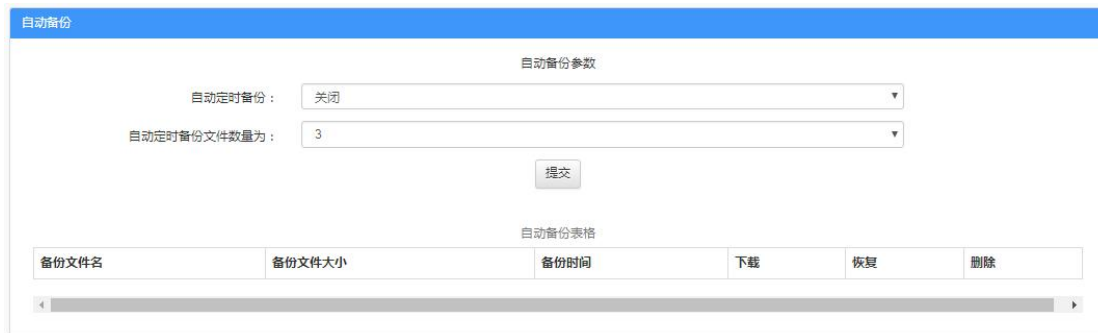 自动备份
自动备份参数
自动定时备份： 关闭
自动定时备份文件数量为： 3
提交
自动备份表格
备份文件名 备份文件大小 备份时间 下载 恢复 删除